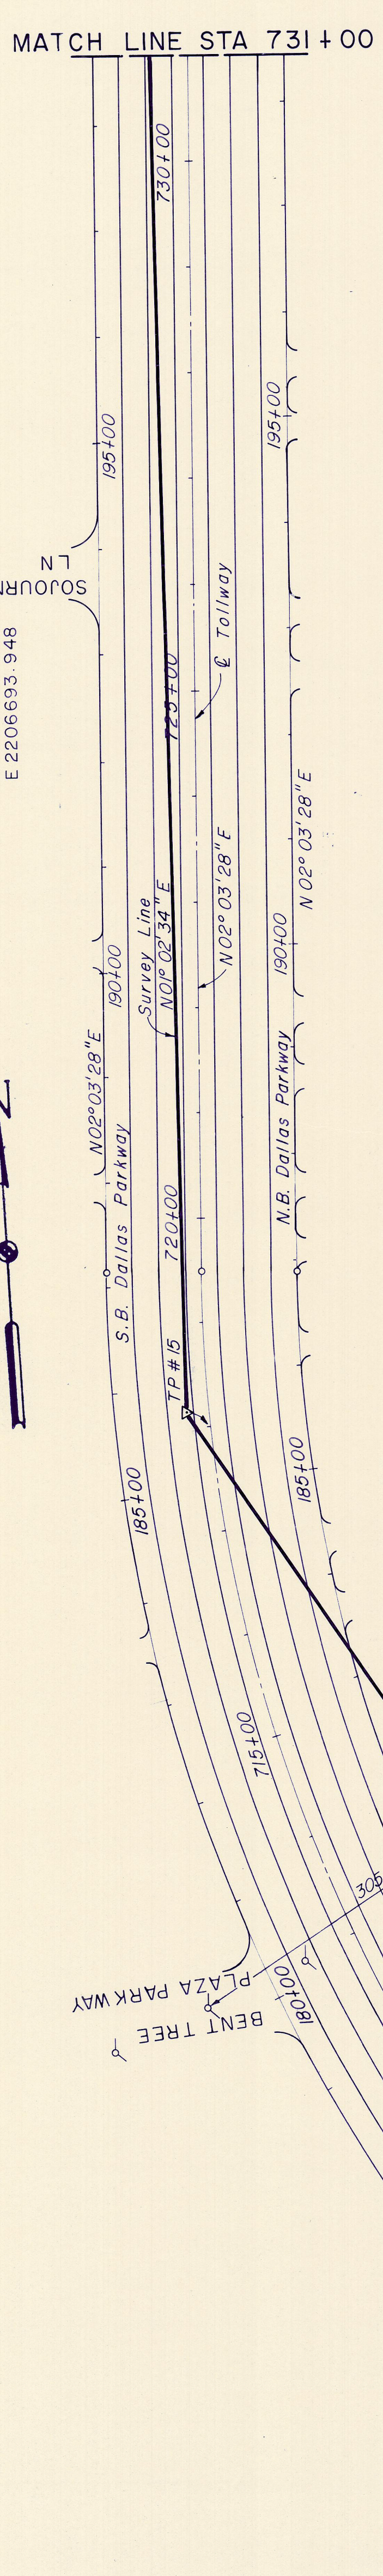 MATCH LINE STA 731+00
730+00
195+00
195+00
SOJOURN
LN
E 2206693.948
℄ Tollway
725+00
N 02° 03' 28" E
N 02° 03' 28" E
Survey Line
N01° 02' 34" E
190+00
190+00
N02° 03' 28" E
S.B. Dallas Parkway
N.B. Dallas Parkway
720+00
TP #15
185+00
185+00
715+00
305
180+00
BENT TREE
PLAZA PARKWAY